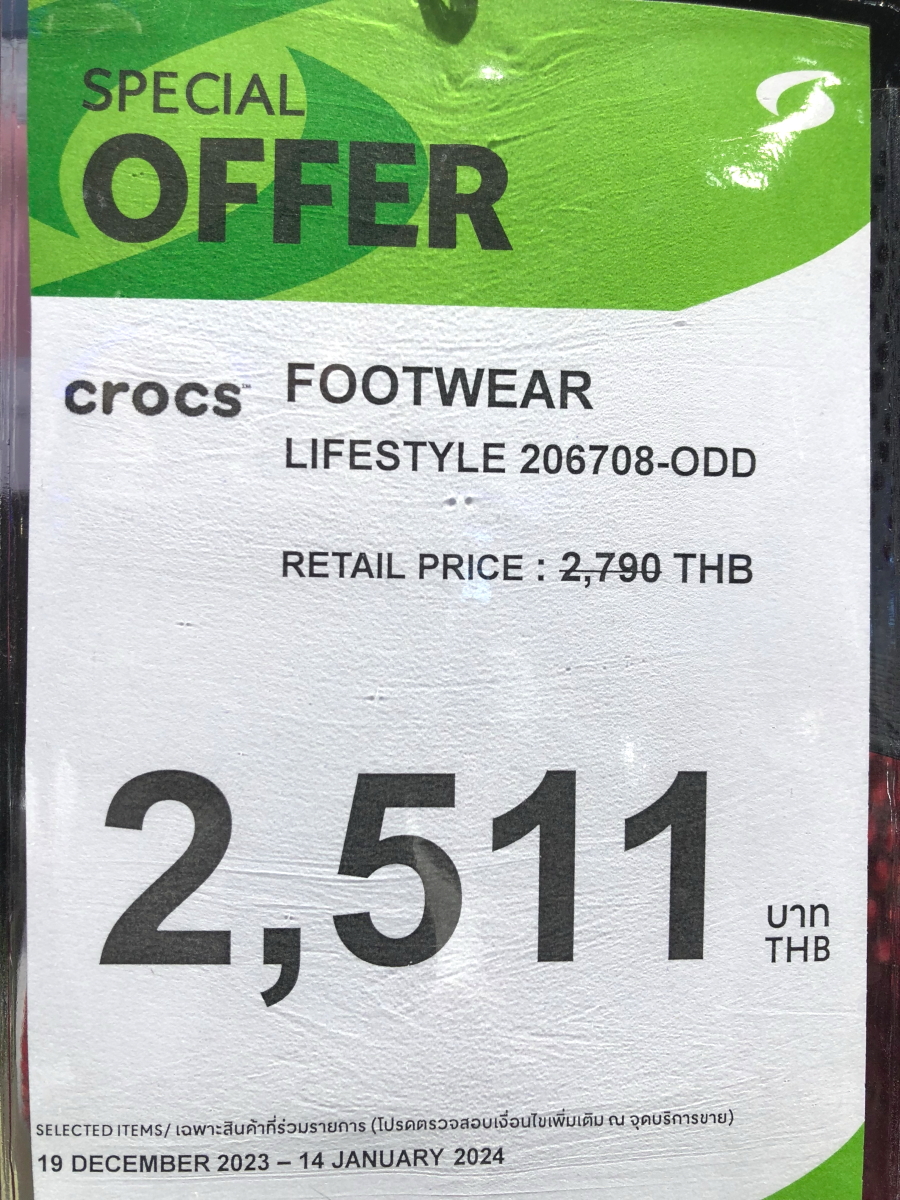 SPECIAL
OFFER
crocs™
FOOTWEAR
LIFESTYLE 206708-ODD
RETAIL PRICE : 2,790 THB
2,511
บาท
THB
SELECTED ITEMS/ เฉพาะสินค้าที่ร่วมรายการ (โปรดตรวจสอบเงื่อนไขเพิ่มเติม ณ จุดบริการขาย)
19 DECEMBER 2023 – 14 JANUARY 2024